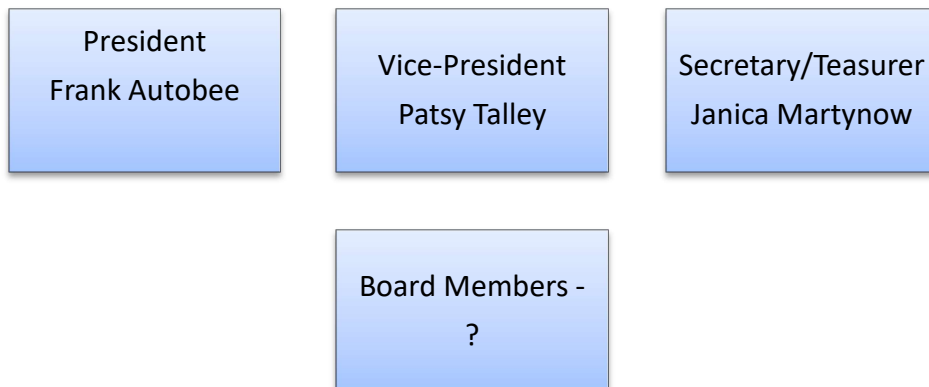 President
Frank Autobee
Vice-President
Patsy Talley
Secretary/Teasurer
Janica Martynow
Board Members -
?